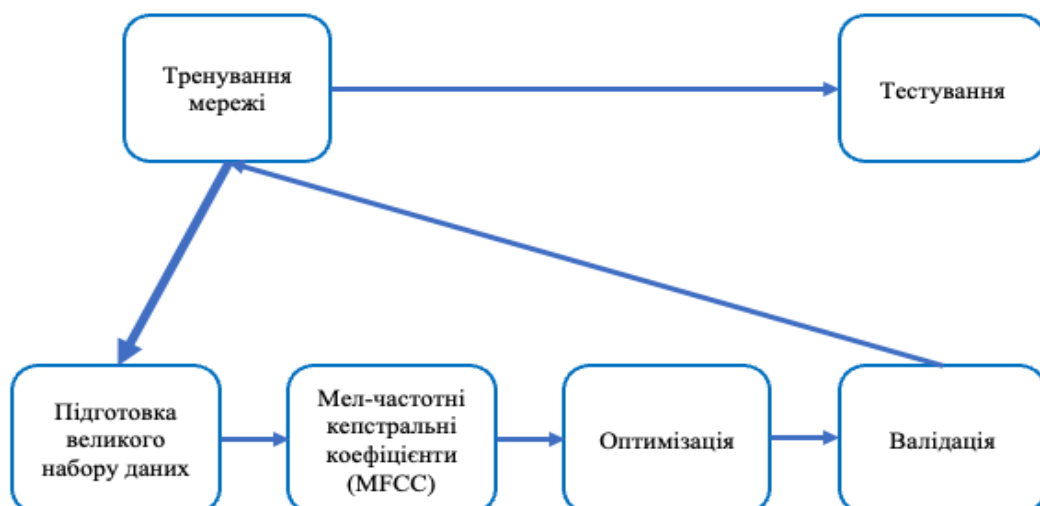 Тренування
мережі
Тестування
Підготовка
великого
набору даних
Мел-частотні
кепстральні
коефіцієнти
(MFCC)
Оптимізація
Валідація